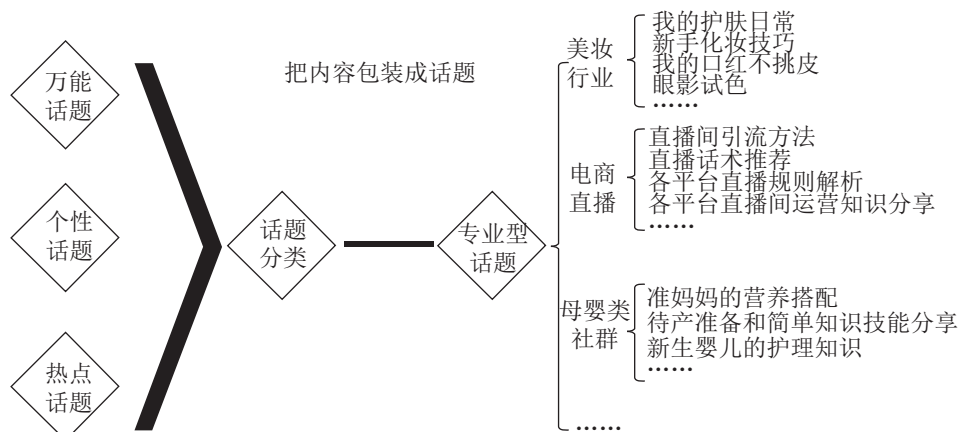 万能
话题
个性
话题
热点
话题
把内容包装成话题
话题
分类
专业型
话题
美妆
行业
我的护肤日常
新手化妆技巧
我的口红不挑皮
眼影试色
……
电商
直播
直播间引流方法
直播话术推荐
各平台直播规则解析
各平台直播间运营知识分享
……
母婴类
社群
准妈妈的营养搭配
待产准备和简单知识技能分享
新生婴儿的护理知识
……
……